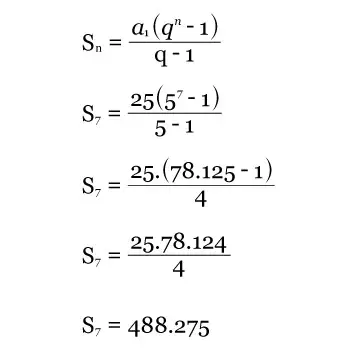 Sₙ = a₁(qⁿ - 1) / q - 1
S₇ = 25(5⁷ - 1) / 5 - 1
S₇ = 25.(78.125 - 1) / 4
S₇ = 25.78.124 / 4
S₇ = 488.275